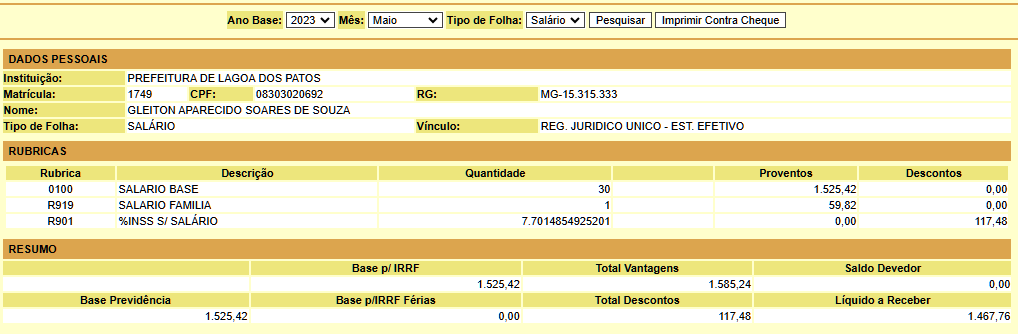 Ano Base: 2023 Mês: Maio Tipo de Folha: Salário Pesquisar Imprimir Contra Cheque
DADOS PESSOAIS
Instituição: PREFEITURA DE LAGOA DOS PATOS
Matrícula: 1749 CPF: 08303020692 RG: MG-15.315.333
Nome: GLEITON APARECIDO SOARES DE SOUZA
Tipo de Folha: SALÁRIO Vínculo: REG. JURIDICO UNICO - EST. EFETIVO
RUBRICAS
Rubrica Descrição Quantidade Proventos Descontos
0100 SALARIO BASE 30 1.525,42 0,00
R919 SALARIO FAMILIA 1 59,82 0,00
R901 %INSS S/ SALÁRIO 7.7014854925201 0,00 117,48
RESUMO
Base p/ IRRF Total Vantagens Saldo Devedor
1.525,42 1.585,24 0,00
Base Previdência Base p/IRRF Férias Total Descontos Líquido a Receber
1.525,42 0,00 117,48 1.467,76